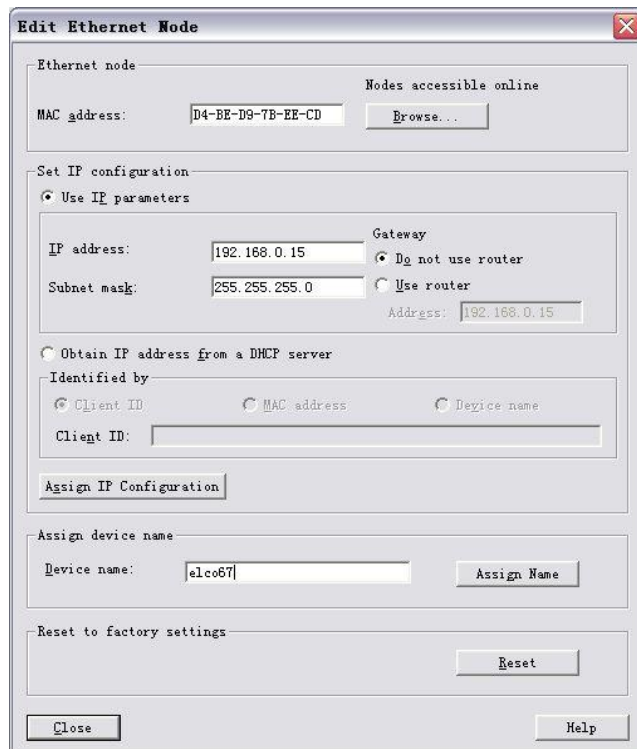 Edit Ethernet Node
Ethernet node
Nodes accessible online
MAC address: D4-BE-D9-7B-EE-CD Browse...
Set IP configuration
Use IP parameters
Gateway
IP address: 192.168.0.15 Do not use router
Subnet mask: 255.255.255.0 Use router
Address: 192.168.0.15
Obtain IP address from a DHCP server
Identified by
Client ID MAC address Device name
Client ID:
Assign IP Configuration
Assign device name
Device name: elco67 Assign Name
Reset to factory settings
Reset
Close Help